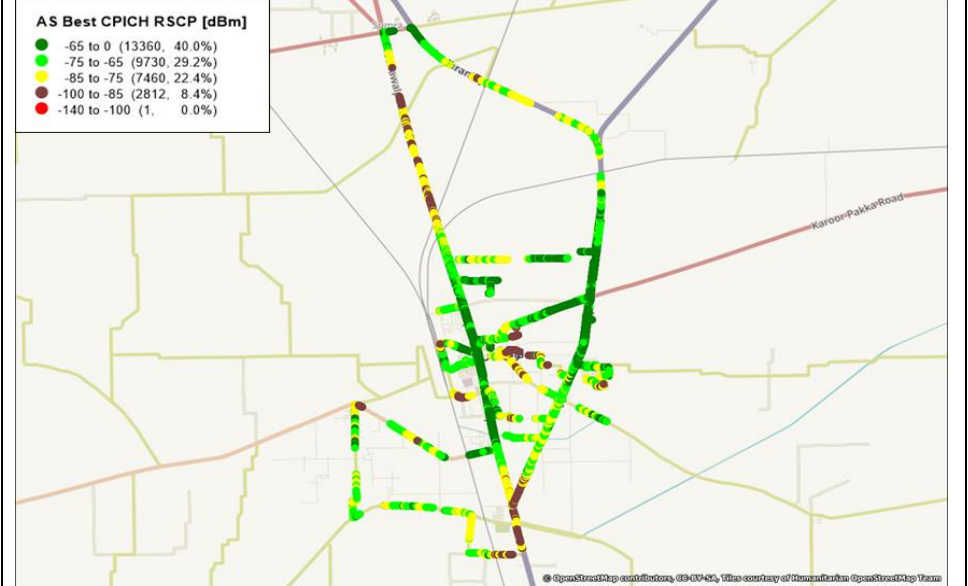 AS Best CPICH RSCP [dBm]
-65 to 0 (13360, 40.0%)
-75 to -65 (9730, 29.2%)
-85 to -75 (7460, 22.4%)
-100 to -85 (2812, 8.4%)
-140 to -100 (1, 0.0%)
Karoor Pakka Road
© OpenStreetMap contributors, CC-BY-SA, Tiles courtesy of Humanitarian OpenStreetMap Team